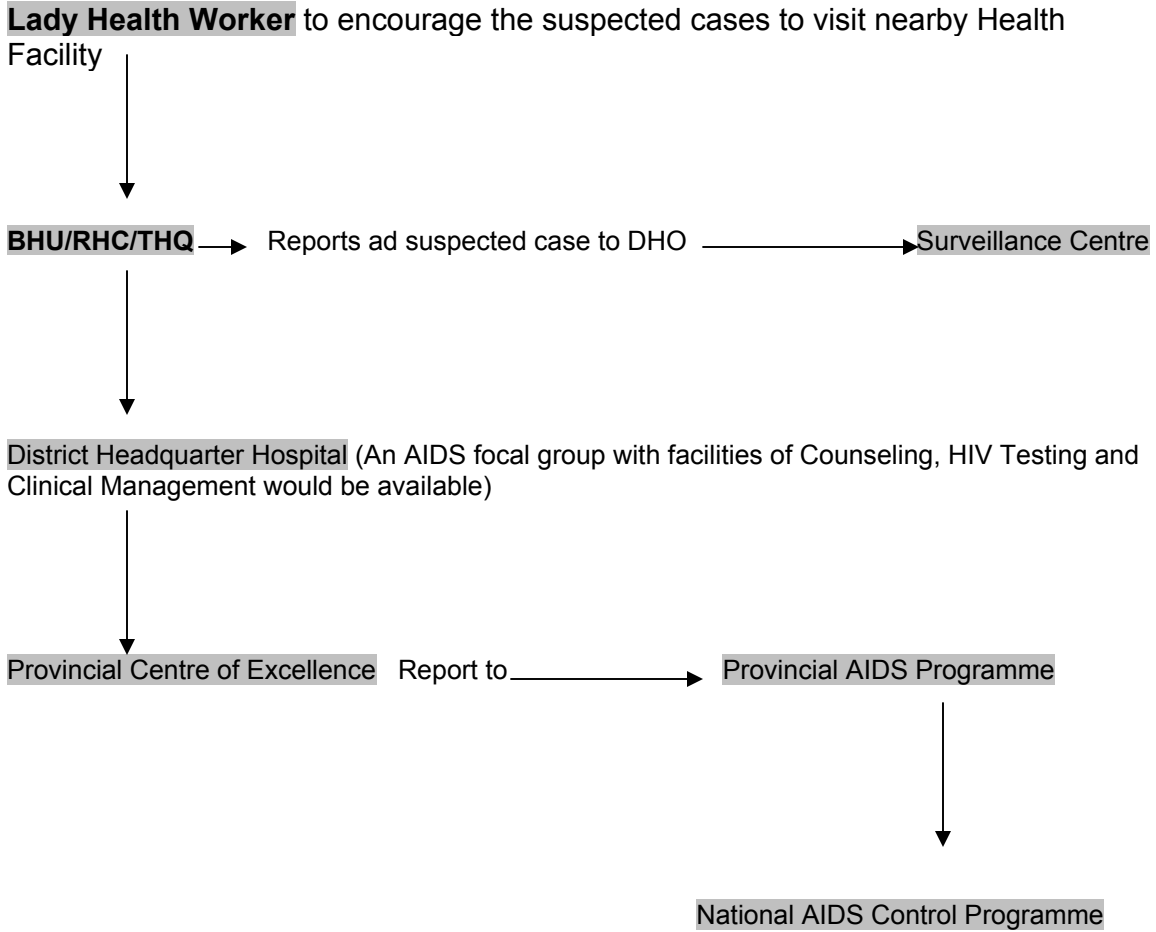 Lady Health Worker to encourage the suspected cases to visit nearby Health
Facility
BHU/RHC/THQ Reports ad suspected case to DHO Surveillance Centre
District Headquarter Hospital (An AIDS focal group with facilities of Counseling, HIV Testing and
Clinical Management would be available)
Provincial Centre of Excellence Report to Provincial AIDS Programme
National AIDS Control Programme